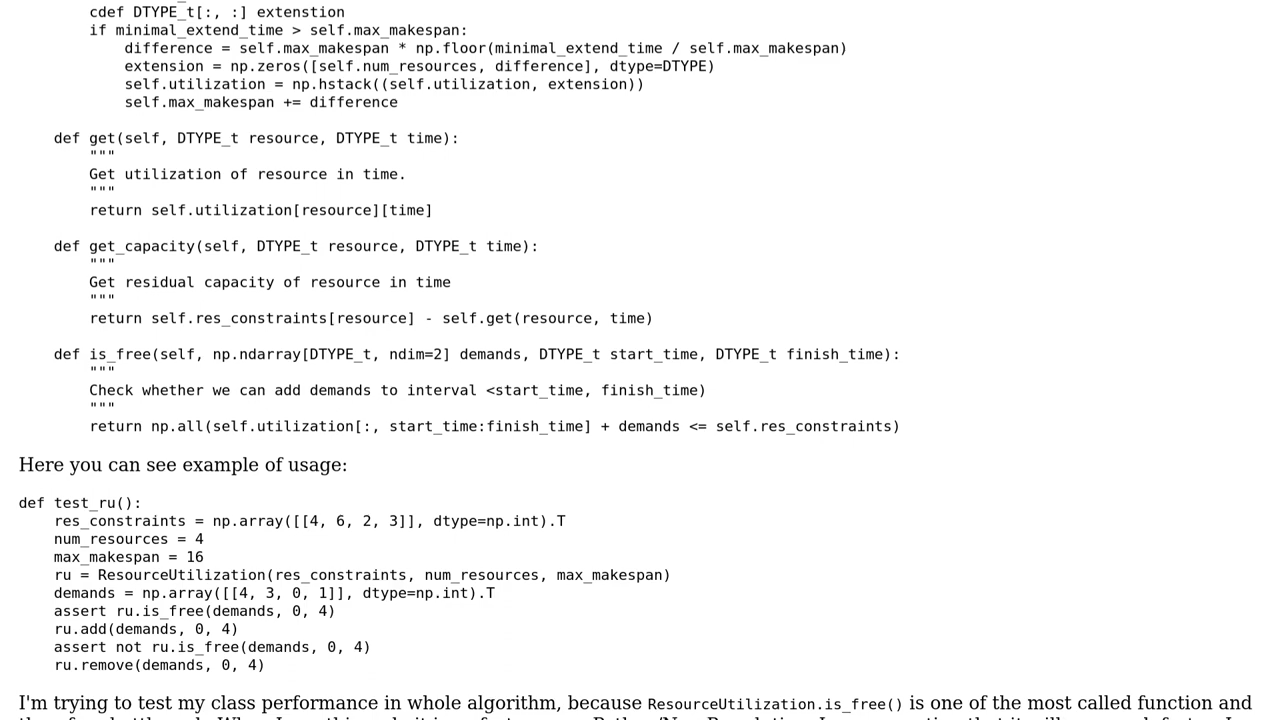 cdef DTYPE_t[:, :] extenstion
        if minimal_extend_time > self.max_makespan:
            difference = self.max_makespan * np.floor(minimal_extend_time / self.max_makespan)
            extension = np.zeros([self.num_resources, difference], dtype=DTYPE)
            self.utilization = np.hstack((self.utilization, extension))
            self.max_makespan += difference

    def get(self, DTYPE_t resource, DTYPE_t time):
        """
        Get utilization of resource in time.
        """
        return self.utilization[resource][time]

    def get_capacity(self, DTYPE_t resource, DTYPE_t time):
        """
        Get residual capacity of resource in time
        """
        return self.res_constraints[resource] - self.get(resource, time)

    def is_free(self, np.ndarray[DTYPE_t, ndim=2] demands, DTYPE_t start_time, DTYPE_t finish_time):
        """
        Check whether we can add demands to interval <start_time, finish_time)
        """
        return np.all(self.utilization[:, start_time:finish_time] + demands <= self.res_constraints)

Here you can see example of usage:

def test_ru():
    res_constraints = np.array([[4, 6, 2, 3]], dtype=np.int).T
    num_resources = 4
    max_makespan = 16
    ru = ResourceUtilization(res_constraints, num_resources, max_makespan)
    demands = np.array([[4, 3, 0, 1]], dtype=np.int).T
    assert ru.is_free(demands, 0, 4)
    ru.add(demands, 0, 4)
    assert not ru.is_free(demands, 0, 4)
    ru.remove(demands, 0, 4)

I'm trying to test my class performance in whole algorithm, because ResourceUtilization.is_free() is one of the most called function and